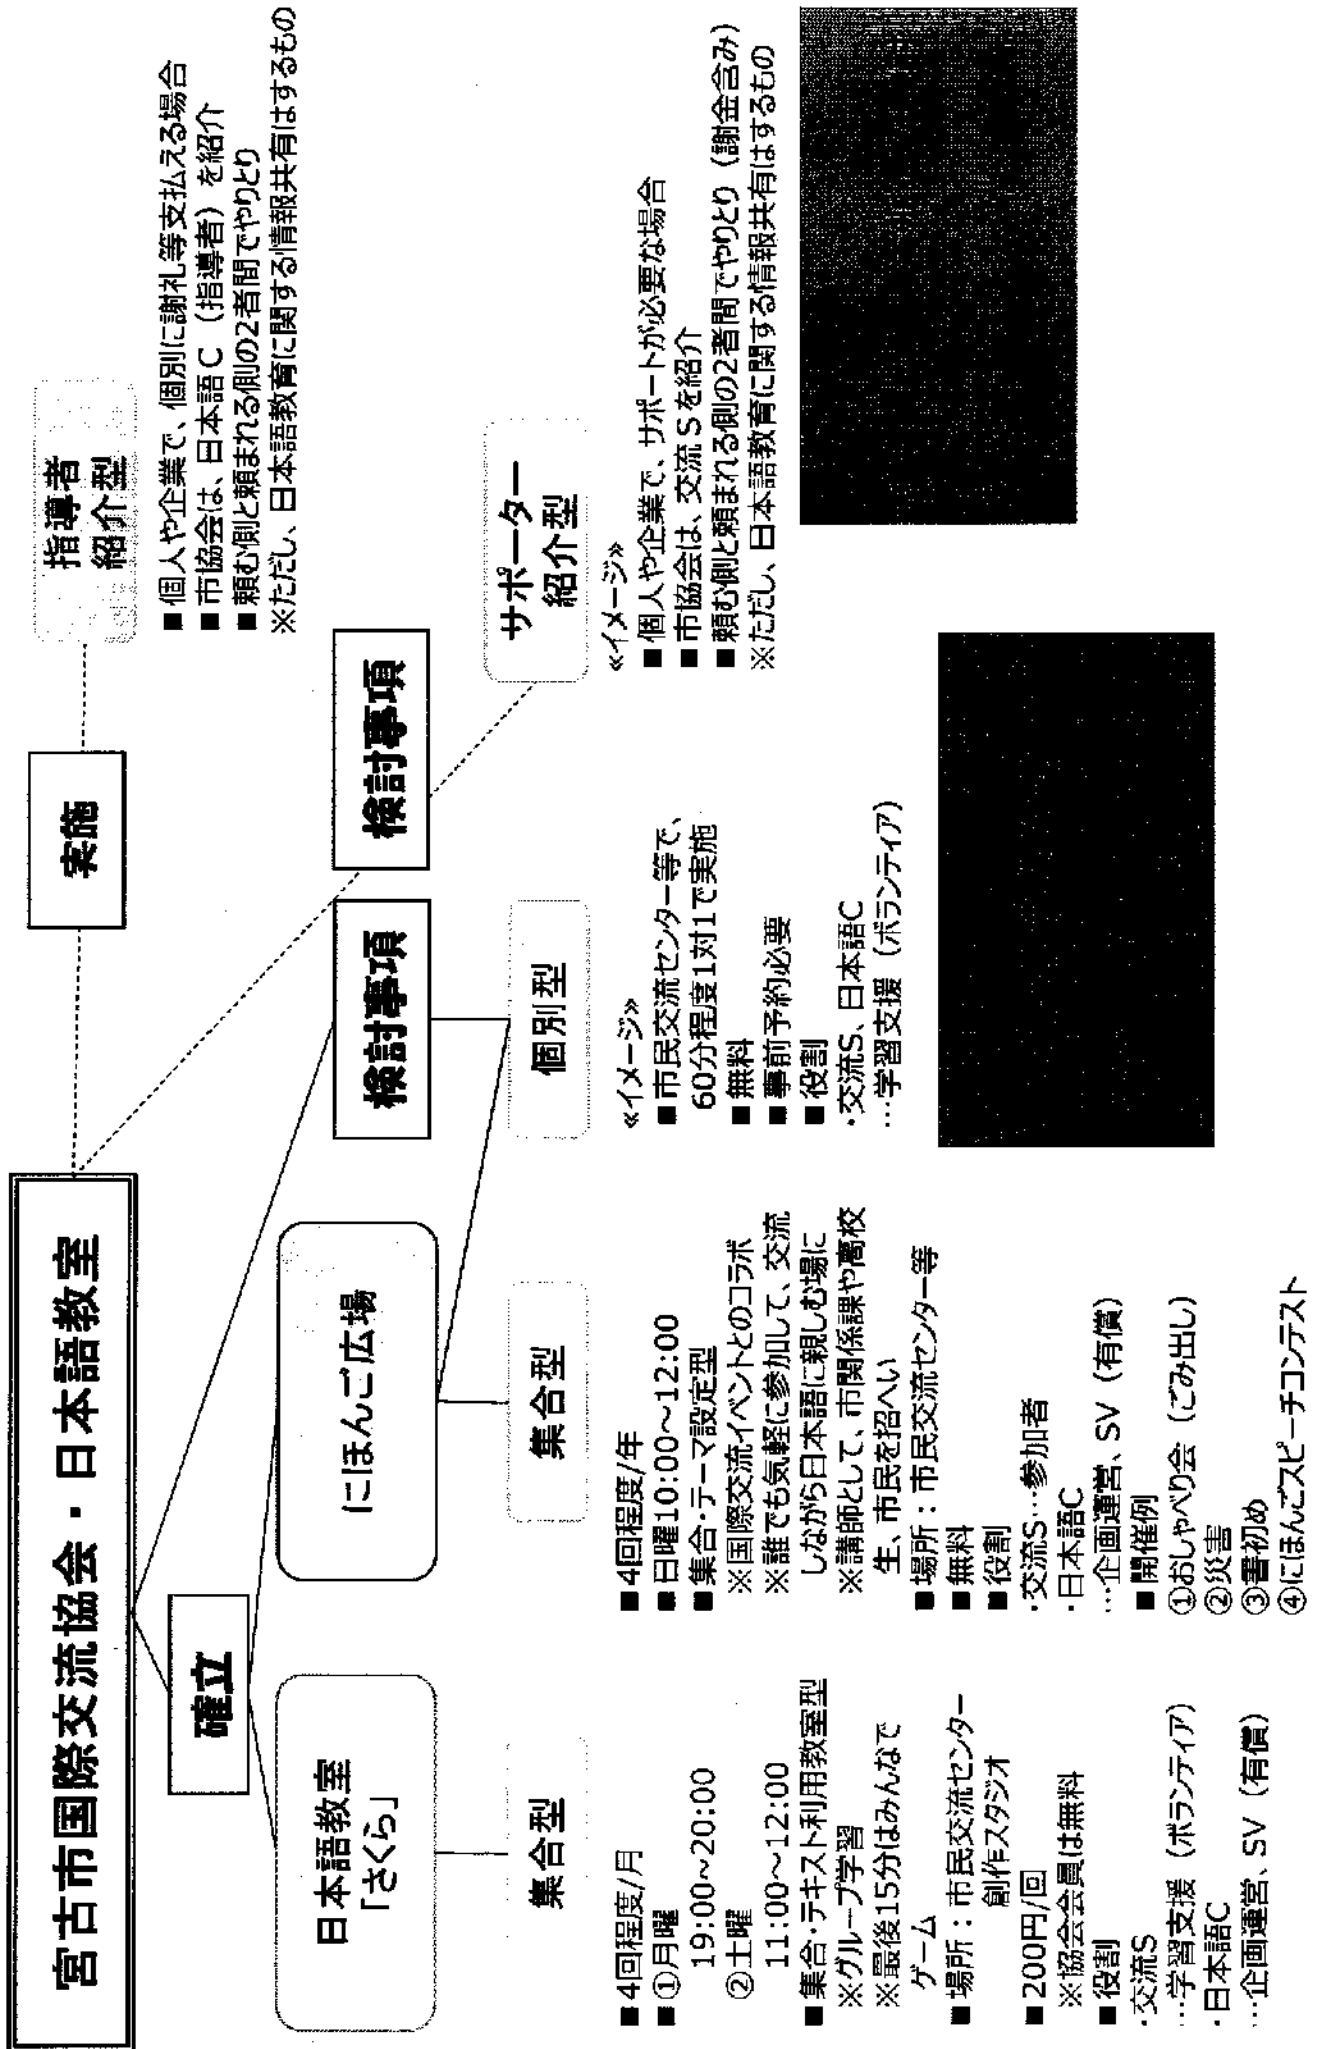 宮古市国際交流協会・日本語教室
確立
実施
検討事項
検討事項
日本語教室
「さくら」
にほんご広場
指導者
紹介型
■個人や企業で、個別に謝礼等支払える場合
■市協会は、日本語C（指導者）を紹介
■頼む側と頼まれる側の2者間でやりとり
※ただし、日本語教育に関する情報共有はするもの
集合型
■4回程度/月
■①月曜
19:00~20:00
②土曜
11:00~12:00
■集合・テキスト利用教室型
※グループ学習
※最後15分はみんなで
ゲーム
■場所：市民交流センター
創作スタジオ
■200円/回
※協会会員は無料
■役割
・交流S
…学習支援（ボランティア）
・日本語C
…企画運営、SV（有償）
集合型
■4回程度/年
■日曜10:00~12:00
■集合・テーマ設定型
※国際交流イベントとのコラボ
※誰でも気軽に参加して、交流
しながら日本語に親しむ場に
※講師として、市関係課や高校
生、市民を招へい
■場所：市民交流センター等
■無料
■役割
・交流S…参加者
・日本語C
…企画運営、SV（有償）
■開催例
①おしゃべり会（ごみ出し）
②災害
③書初め
④にほんごスピーチコンテスト
個別型
≪イメージ≫
■市民交流センター等で、
60分程度1対1で実施
■無料
■事前予約必要
■役割
・交流S、日本語C
…学習支援（ボランティア）
サポーター
紹介型
≪イメージ≫
■個人や企業で、サポートが必要な場合
■市協会は、交流Sを紹介
■頼む側と頼まれる側の2者間でやりとり（謝金含み）
※ただし、日本語教育に関する情報共有はするもの